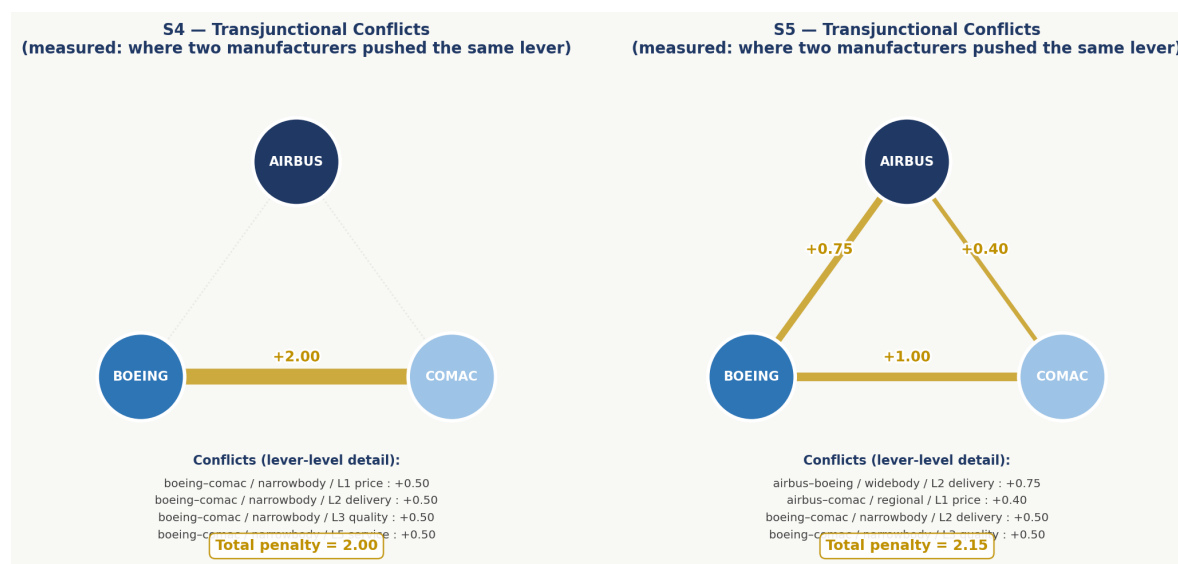 S4 — Transjunctional Conflicts
(measured: where two manufacturers pushed the same lever)
AIRBUS
+2.00
BOEING
COMAC
Conflicts (lever-level detail):
boeing–comac / narrowbody / L1 price : +0.50
boeing–comac / narrowbody / L2 delivery : +0.50
boeing–comac / narrowbody / L3 quality : +0.50
boeing–comac / narrowbody / L5 service : +0.50
Total penalty = 2.00
S5 — Transjunctional Conflicts
(measured: where two manufacturers pushed the same lever)
AIRBUS
+0.75
+0.40
+1.00
BOEING
COMAC
Conflicts (lever-level detail):
airbus–boeing / widebody / L2 delivery : +0.75
airbus–comac / regional / L1 price : +0.40
boeing–comac / narrowbody / L2 delivery : +0.50
boeing–comac / narrowbody / L3 quality : +0.50
Total penalty = 2.15